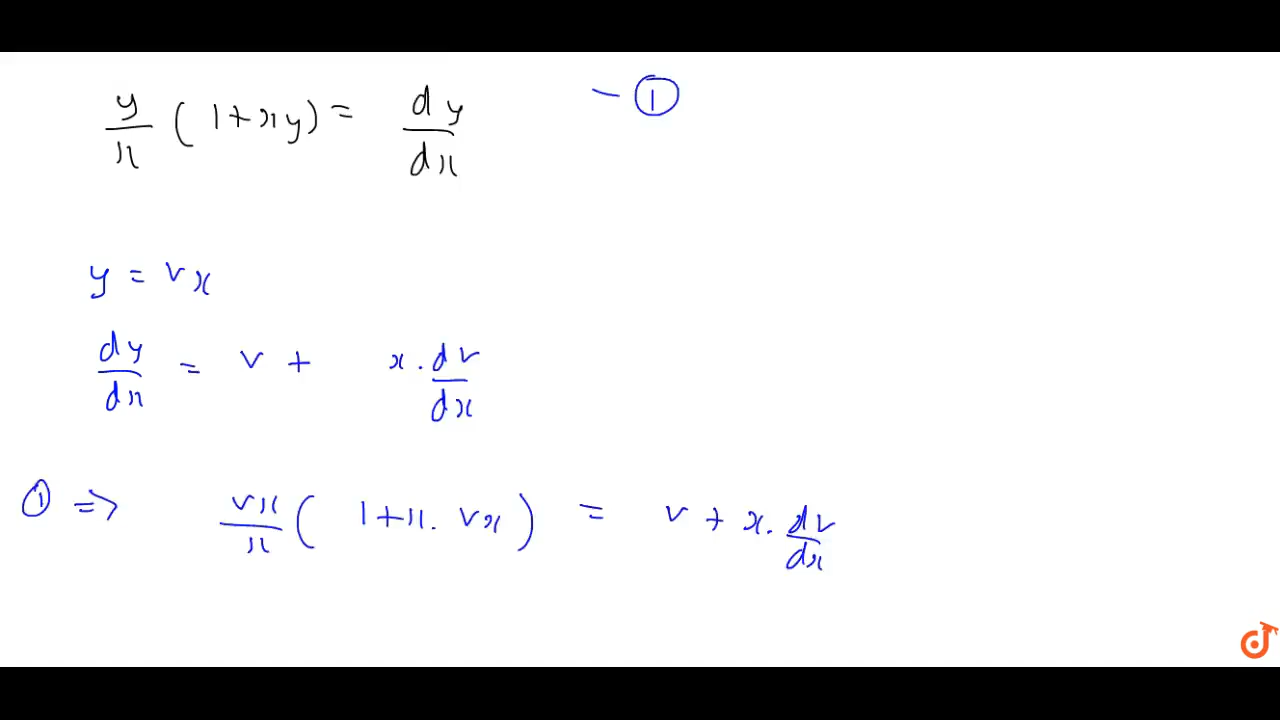 y/x (1+xy) = dy/dx - ①
y = vx
dy/dx = v + x. dv/dx
① ⇒ vx/x ( 1+x. vx ) = v + x. dv/dx